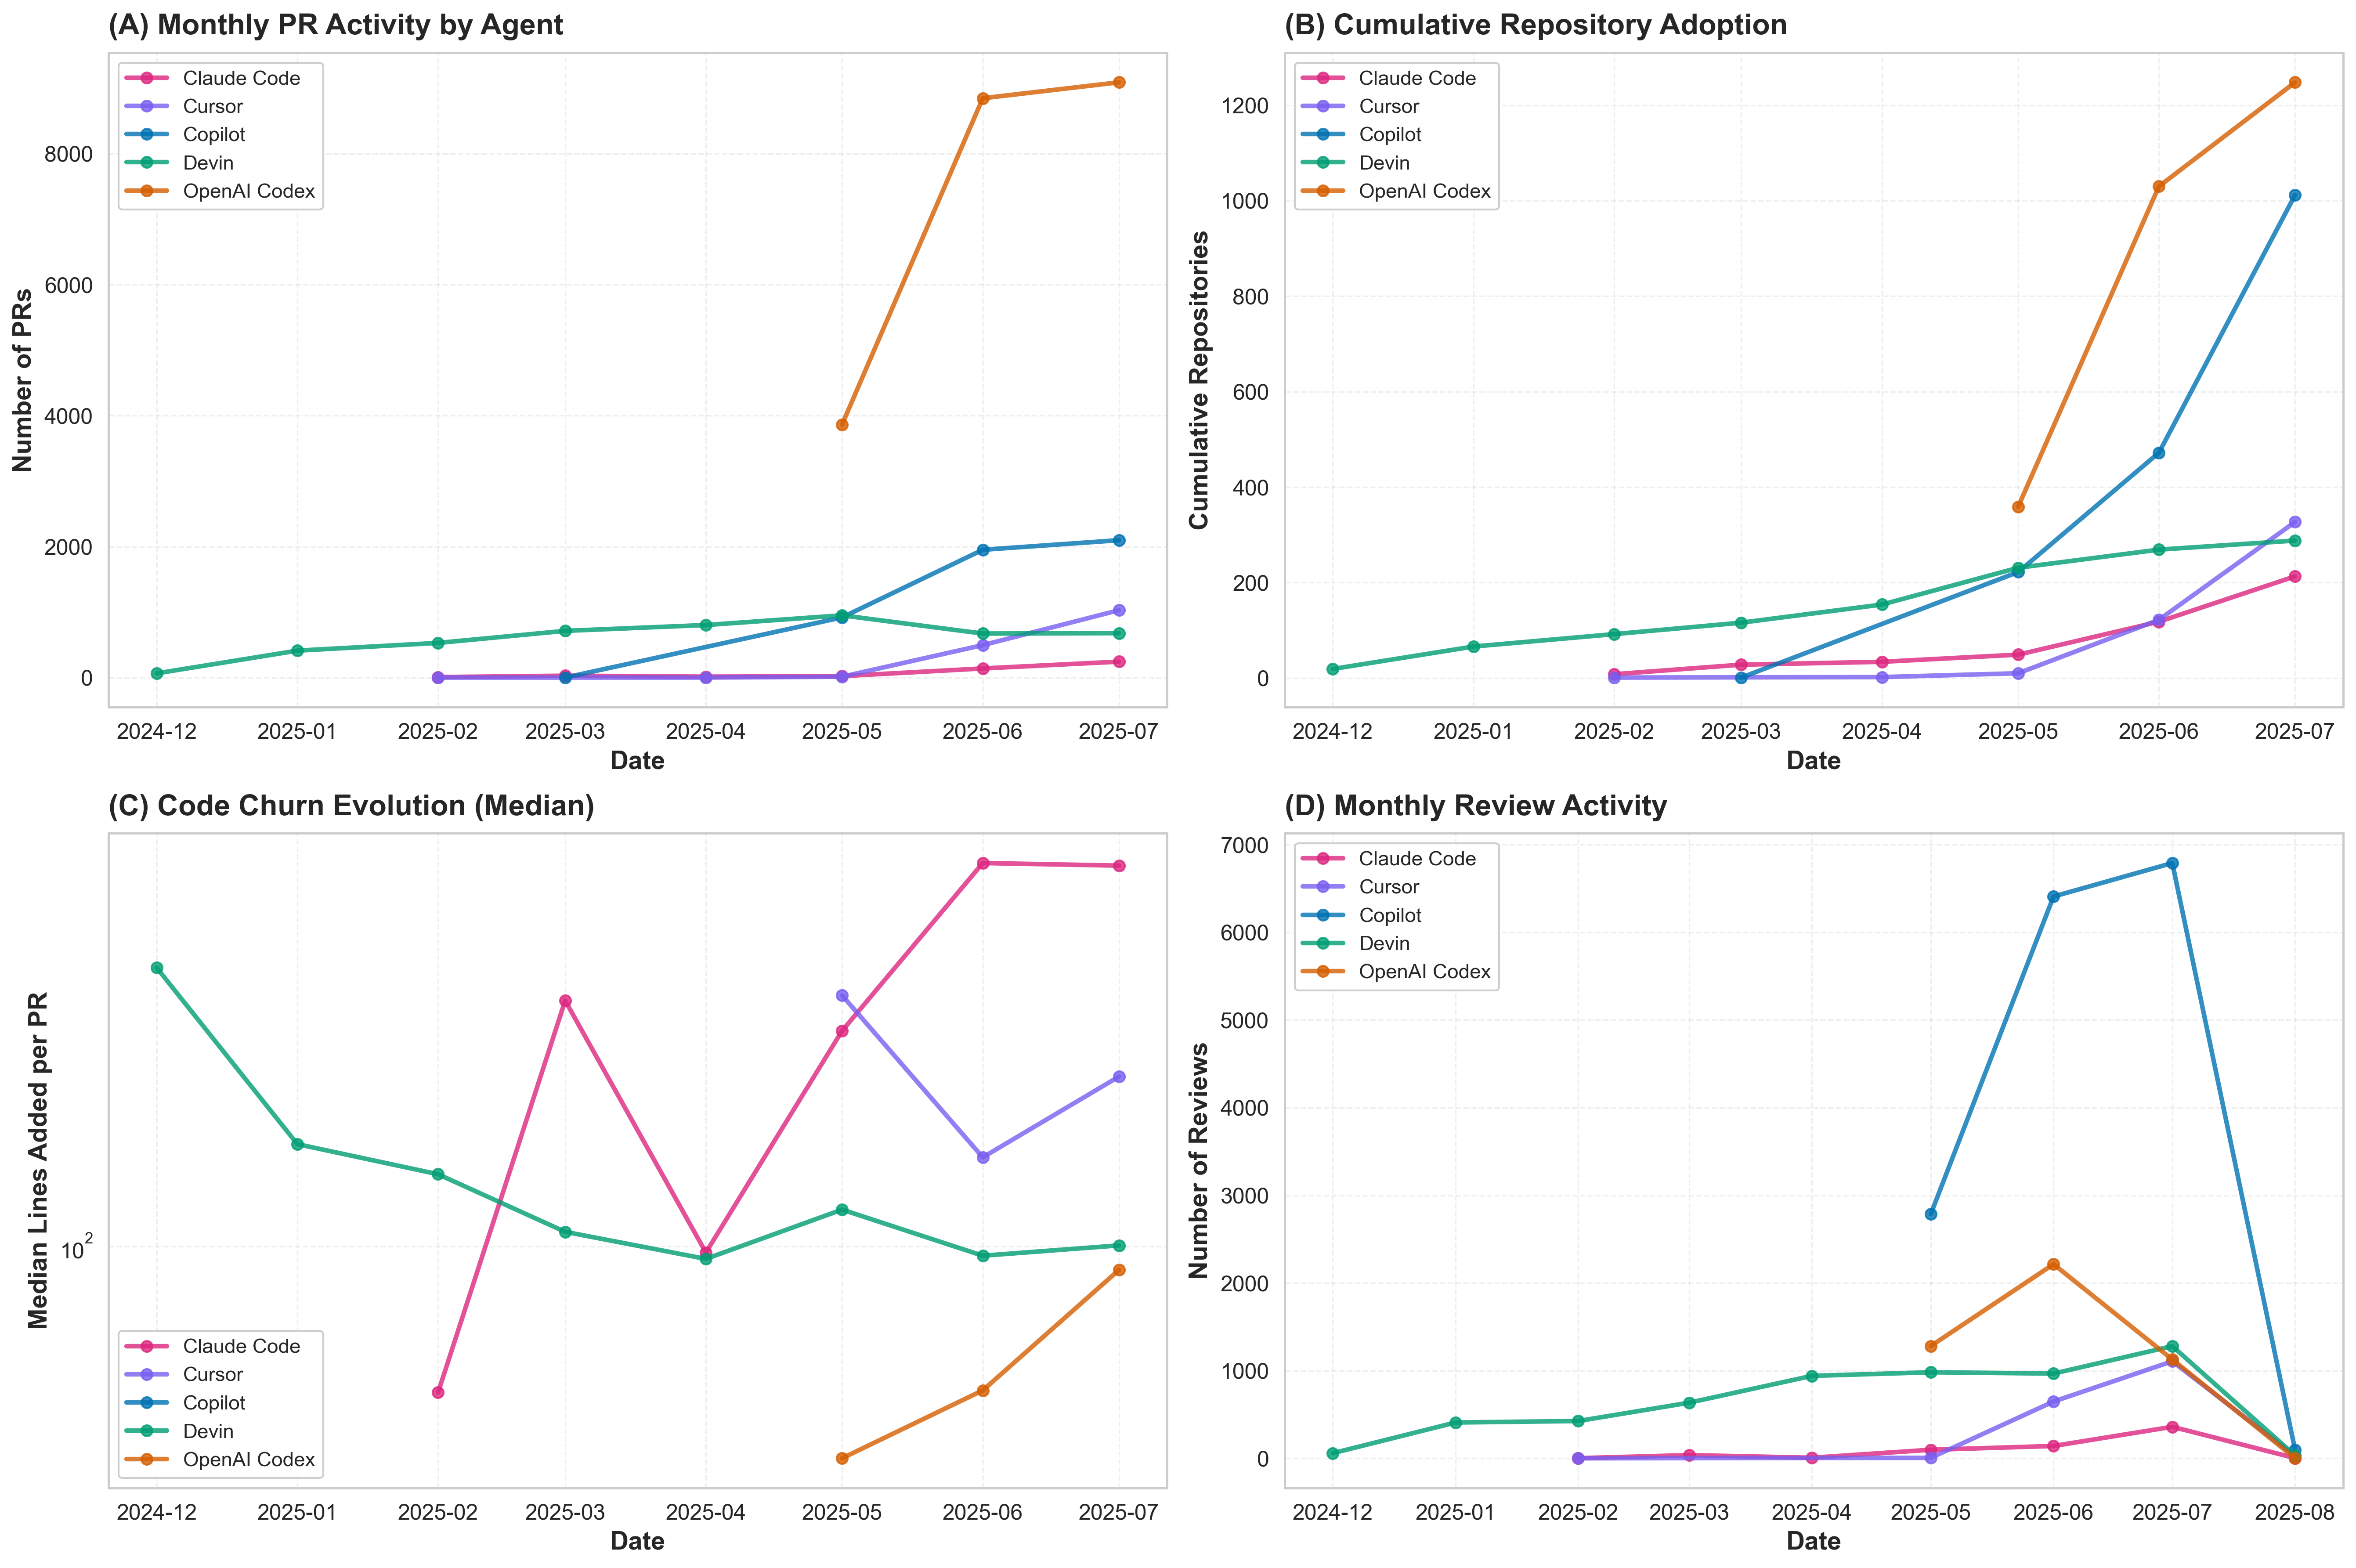 (A) Monthly PR Activity by Agent
Claude Code
Cursor
Copilot
Devin
OpenAI Codex
Number of PRs
8000
6000
4000
2000
0
2024-12 2025-01 2025-02 2025-03 2025-04 2025-05 2025-06 2025-07
Date
(B) Cumulative Repository Adoption
Claude Code
Cursor
Copilot
Devin
OpenAI Codex
Cumulative Repositories
1200
1000
800
600
400
200
0
2024-12 2025-01 2025-02 2025-03 2025-04 2025-05 2025-06 2025-07
Date
(C) Code Churn Evolution (Median)
Median Lines Added per PR
10²
Claude Code
Cursor
Copilot
Devin
OpenAI Codex
2024-12 2025-01 2025-02 2025-03 2025-04 2025-05 2025-06 2025-07
Date
(D) Monthly Review Activity
Claude Code
Cursor
Copilot
Devin
OpenAI Codex
Number of Reviews
7000
6000
5000
4000
3000
2000
1000
0
2024-12 2025-01 2025-02 2025-03 2025-04 2025-05 2025-06 2025-07 2025-08
Date